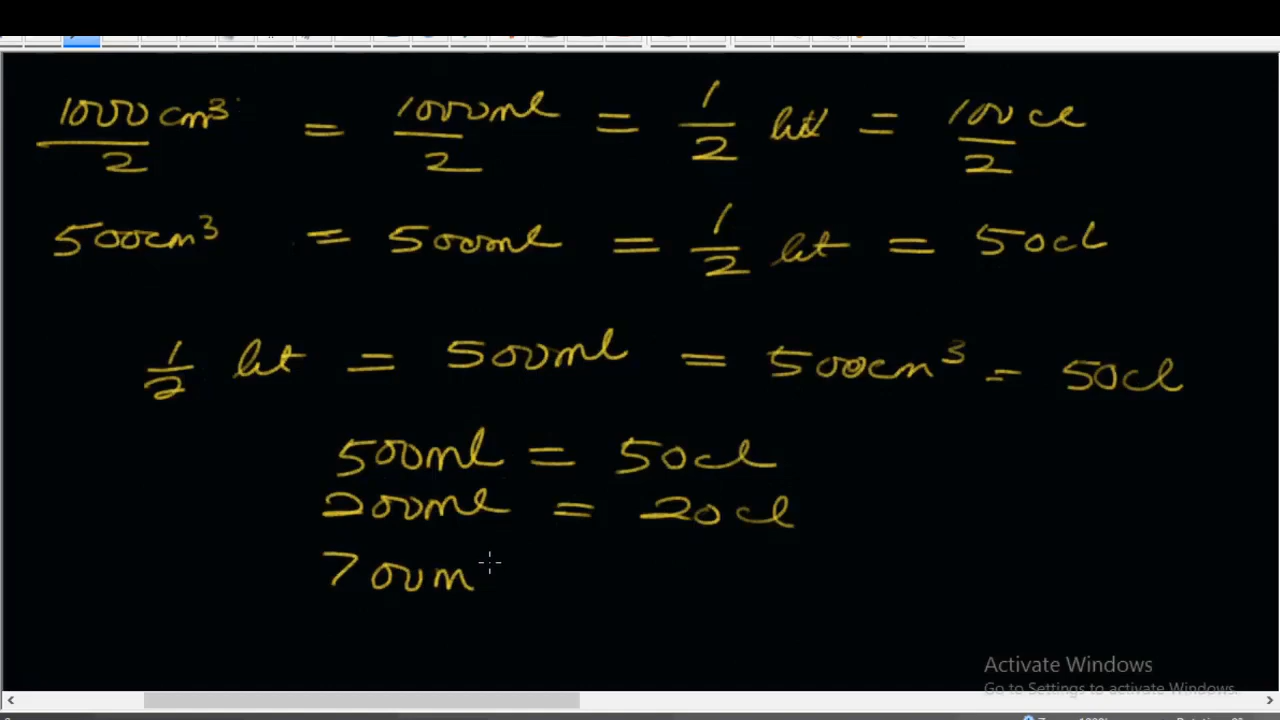 1000cm³/2 = 1000ml/2 = 1/2 lit = 100cl/2
500cm³ = 500ml = 1/2 lit = 50cl
1/2 lit = 500ml = 500cm³ = 50cl
500ml = 50cl
200ml = 20cl
700m
Activate Windows
Go to Settings to activate Windows.